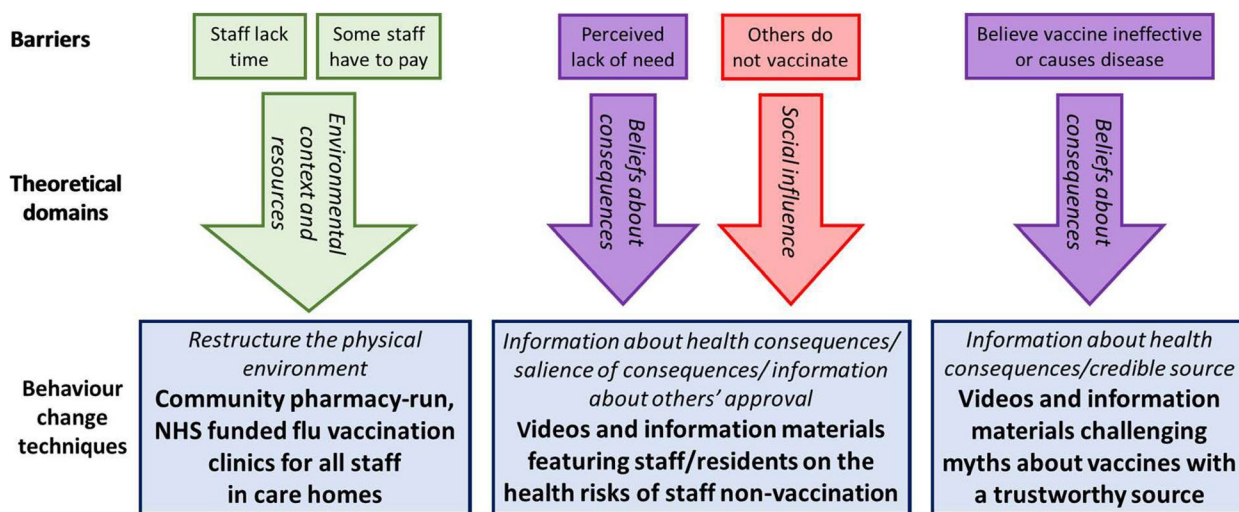 Barriers
Staff lack
time
Some staff
have to pay
Perceived
lack of need
Others do
not vaccinate
Believe vaccine ineffective
or causes disease
Theoretical
domains
Environmental
context and
resources
Beliefs about
consequences
Social influence
Beliefs about
consequences
Behaviour
change
techniques
Restructure the physical
environment
Community pharmacy-run,
NHS funded flu vaccination
clinics for all staff
in care homes
Information about health consequences/
salience of consequences/ information
about others’ approval
Videos and information materials
featuring staff/residents on the
health risks of staff non-vaccination
Information about health
consequences/credible source
Videos and information
materials challenging
myths about vaccines with
a trustworthy source